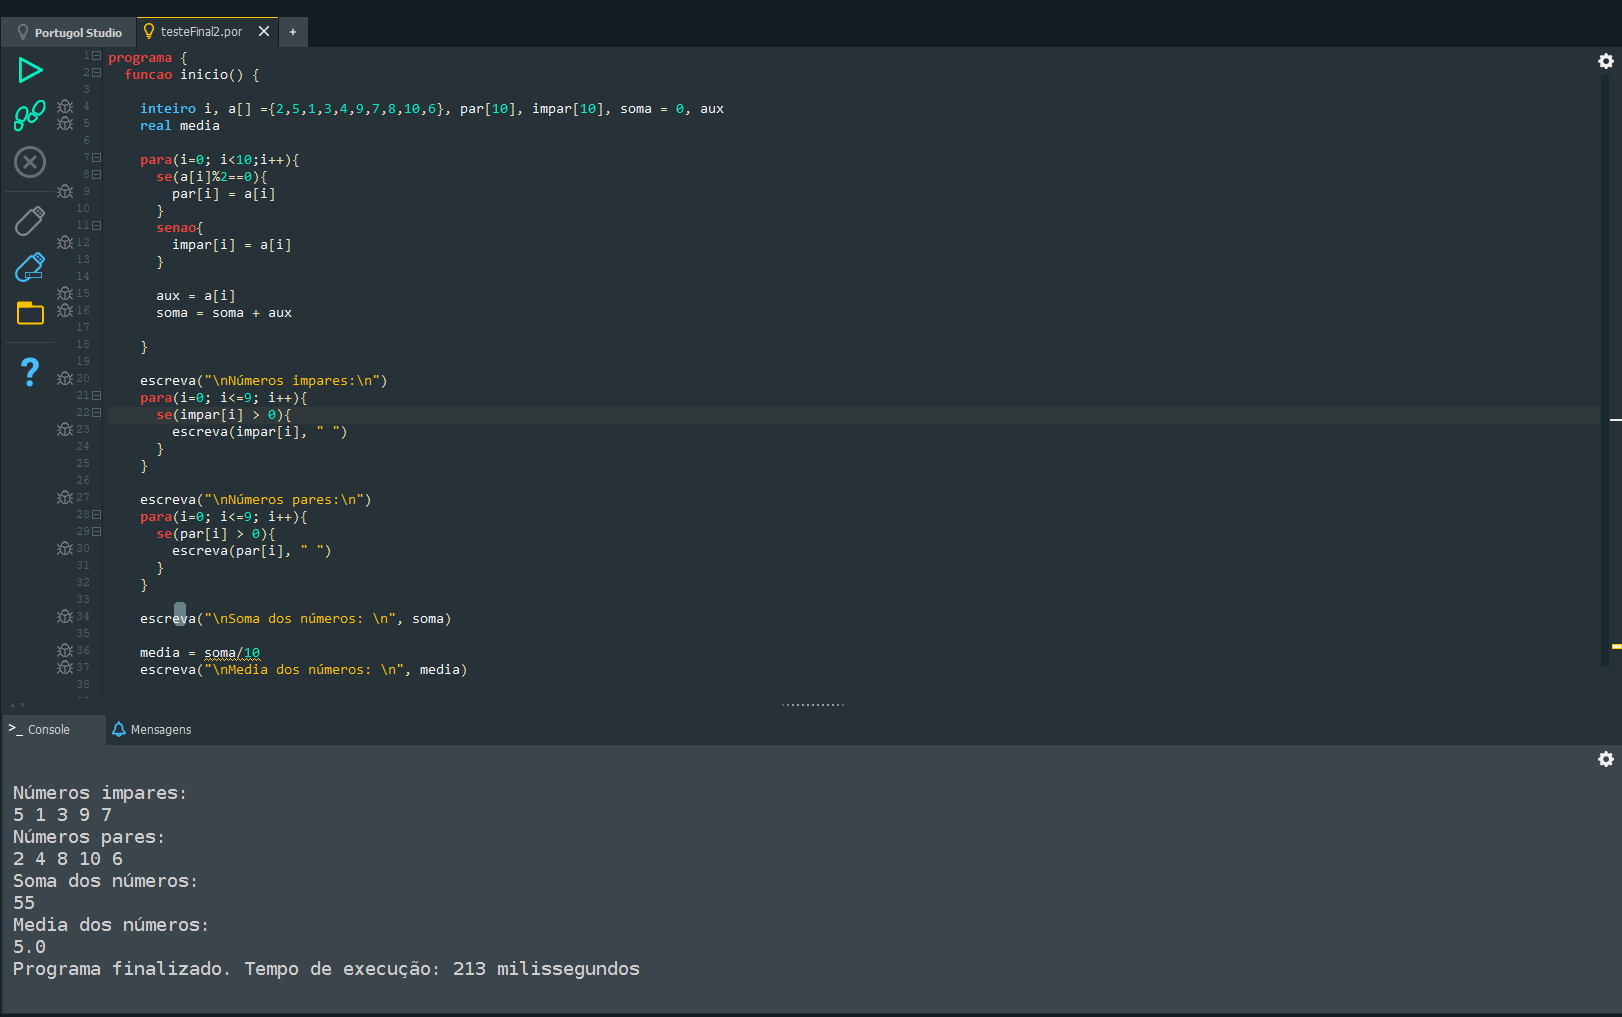 Portugol Studio
testeFinal2.por
+
1 programa {
2 funcao inicio() {
3
4 inteiro i, a[] ={2,5,1,3,4,9,7,8,10,6}, par[10], impar[10], soma = 0, aux
5 real media
6
7 para(i=0; i<10;i++){
8 se(a[i]%2==0){
9 par[i] = a[i]
10 }
11 senao{
12 impar[i] = a[i]
13 }
14
15 aux = a[i]
16 soma = soma + aux
17
18 }
19
20 escreva("\nNúmeros impares:\n")
21 para(i=0; i<=9; i++){
22 se(impar[i] > 0){
23 escreva(impar[i], " ")
24 }
25 }
26
27 escreva("\nNúmeros pares:\n")
28 para(i=0; i<=9; i++){
29 se(par[i] > 0){
30 escreva(par[i], " ")
31 }
32 }
33
34 escreva("\nSoma dos números: \n", soma)
35
36 media = soma/10
37 escreva("\nMedia dos números: \n", media)
38
?
>_ Console
Mensagens
Números impares:
5 1 3 9 7
Números pares:
2 4 8 10 6
Soma dos números:
55
Media dos números:
5.0
Programa finalizado. Tempo de execução: 213 milissegundos